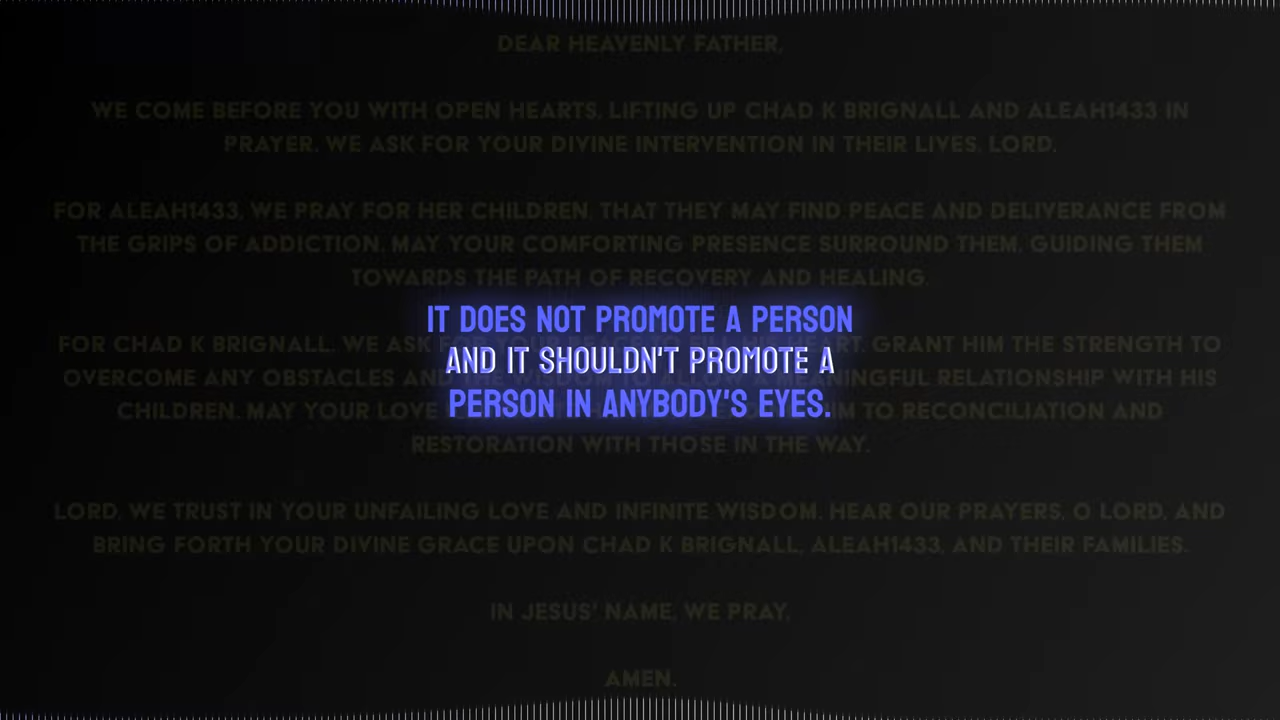 DEAR HEAVENLY FATHER,
WE COME BEFORE YOU WITH OPEN HEARTS, LIFTING UP CHAD K BRIGNALL AND ALEAH1433 IN
PRAYER. WE ASK FOR YOUR DIVINE INTERVENTION IN THEIR LIVES, LORD.
FOR ALEAH1433, WE PRAY FOR HER CHILDREN, THAT THEY MAY FIND PEACE AND DELIVERANCE FROM
THE GRIPS OF ADDICTION. MAY YOUR COMFORTING PRESENCE SURROUND THEM, GUIDING THEM
TOWARDS THE PATH OF RECOVERY AND HEALING.
IT DOES NOT PROMOTE A PERSON
AND IT SHOULDN'T PROMOTE A
PERSON IN ANYBODY'S EYES.
FOR CHAD K BRIGNALL, WE ASK GRANT HIM THE STRENGTH TO
OVERCOME ANY OBSTACLES AND RELATIONSHIP WITH HIS
CHILDREN. MAY YOUR LOVE TO RECONCILIATION AND
RESTORATION WITH THOSE IN THE WAY.
LORD, WE TRUST IN YOUR UNFAILING LOVE AND INFINITE WISDOM. HEAR OUR PRAYERS, O LORD, AND
BRING FORTH YOUR DIVINE GRACE UPON CHAD K BRIGNALL, ALEAH1433, AND THEIR FAMILIES.
IN JESUS' NAME, WE PRAY,
AMEN.